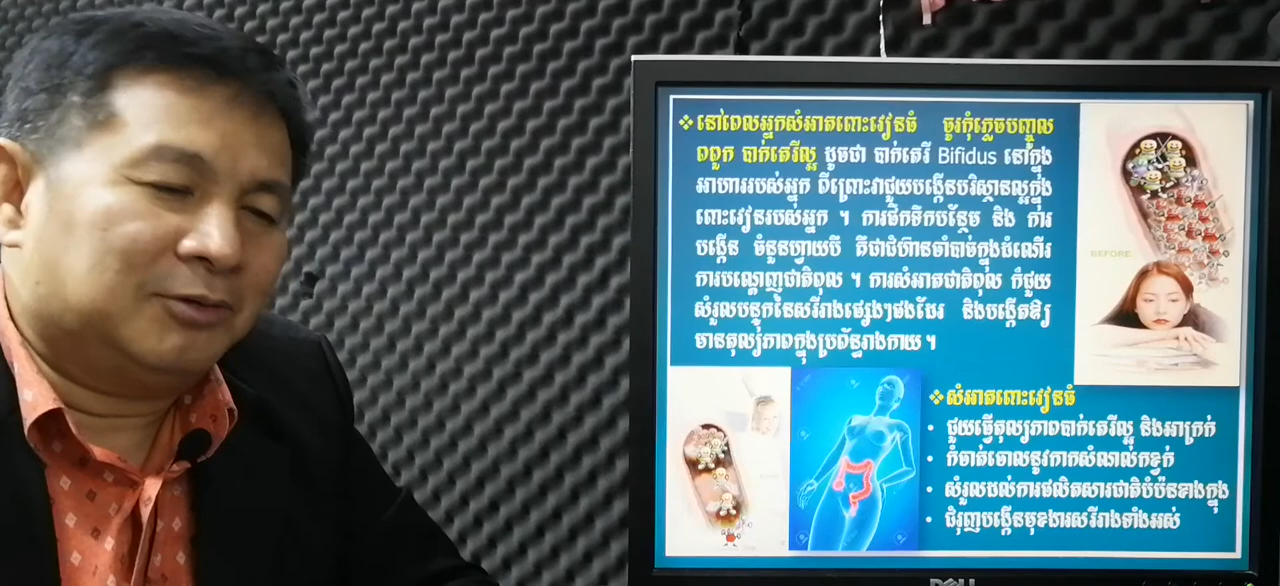 ❖នៅពេលអ្នកសំអាតពោះវៀនធំ ចូរកុំភ្លេចបញ្ចូល
ពពួក បាក់តេរីល្អ ដូចជា បាក់តេរី Bifidus នៅក្នុង
អាហាររបស់អ្នក ពីព្រោះវាជួយបង្កើនបរិស្ថានល្អក្នុង
ពោះវៀនរបស់អ្នក ។ ការផឹកទឹកបន្ថែម និង ការ
បង្កើន ចំនួនហ្វាយបឺ គឺជាជំហ៊ានចាំបាច់ក្នុងដំណើរ
ការបណ្តេញជាតិពុល ។ ការសំអាតជាតិពុល ក៏ជួយ
សំរួលបន្ទុកនៃសរីរាងផ្សេងៗផងដែរ និងបង្កើតឱ្យ
មានតុល្យភាពក្នុងប្រព័ន្ធរាងកាយ ។
BEFORE
❖សំអាតពោះវៀនធំ
• ជួយធ្វើតុល្យភាពបាក់តេរីល្អ និងអាក្រក់
• កំចាត់ចោលនូវកាកសំណល់កខ្វក់
• សំរួលដល់ការផលិតសារជាតិបំប៉នខាងក្នុង
• ជំរុញបង្កើនមុខងារសរីរាងទាំងអស់
DELL